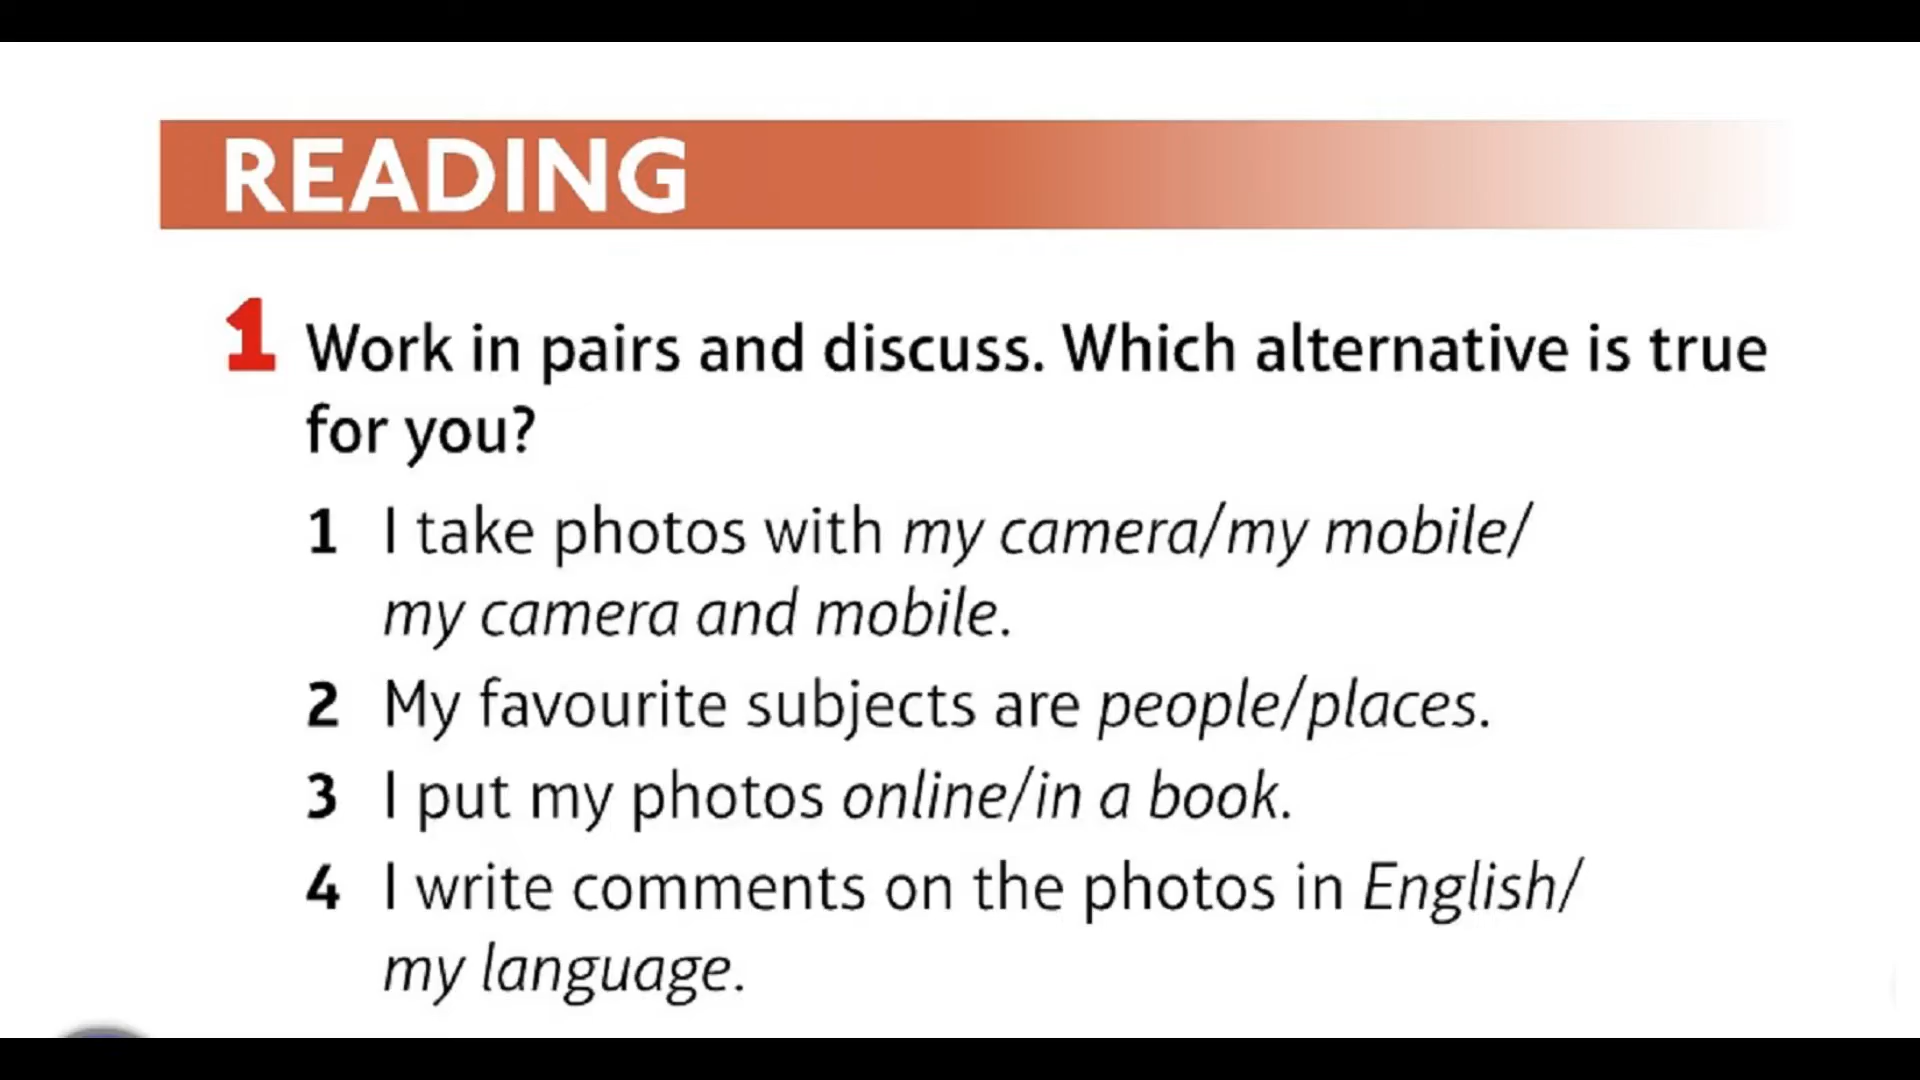 READING
1 Work in pairs and discuss. Which alternative is true
for you?
1 I take photos with my camera/my mobile/
my camera and mobile.
2 My favourite subjects are people/places.
3 I put my photos online/in a book.
4 I write comments on the photos in English/
my language.